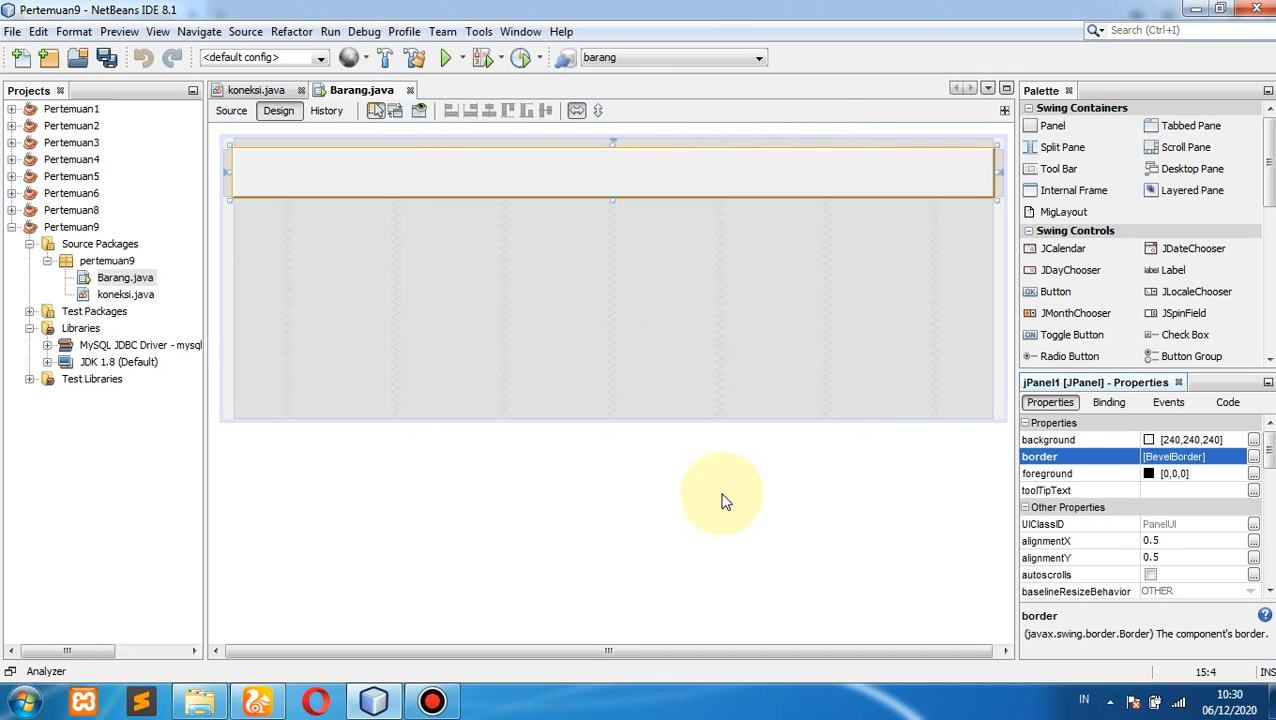 Pertemuan9 - NetBeans IDE 8.1
File Edit Format Preview View Navigate Source Refactor Run Debug Profile Team Tools Window Help
Search (Ctrl+I)
<default config>
barang
Projects
koneksi.java
Barang.java
Palette
Source
Design
History
Pertemuan1
Pertemuan2
Pertemuan3
Pertemuan4
Pertemuan5
Pertemuan6
Pertemuan8
Pertemuan9
Source Packages
pertemuan9
Barang.java
koneksi.java
Test Packages
Libraries
MySQL JDBC Driver - mysql
JDK 1.8 (Default)
Test Libraries
Swing Containers
Panel
Tabbed Pane
Split Pane
Scroll Pane
Tool Bar
Desktop Pane
Internal Frame
Layered Pane
MigLayout
Swing Controls
JCalendar
JDateChooser
JDayChooser
label Label
OK Button
JLocaleChooser
JMonthChooser
JSpinField
ON Toggle Button
Check Box
Radio Button
Button Group
jPanel1 [JPanel] - Properties
Properties
Binding
Events
Code
Properties
background [240,240,240] ...
border [BevelBorder] ...
foreground [0,0,0] ...
toolTipText ...
Other Properties
UIClassID PanelUI ...
alignmentX 0.5 ...
alignmentY 0.5 ...
autoscrolls ...
baselineResizeBehavior OTHER
border
(javax.swing.border.Border) The component's border.
Analyzer
15:4
INS
IN
10:30
06/12/2020